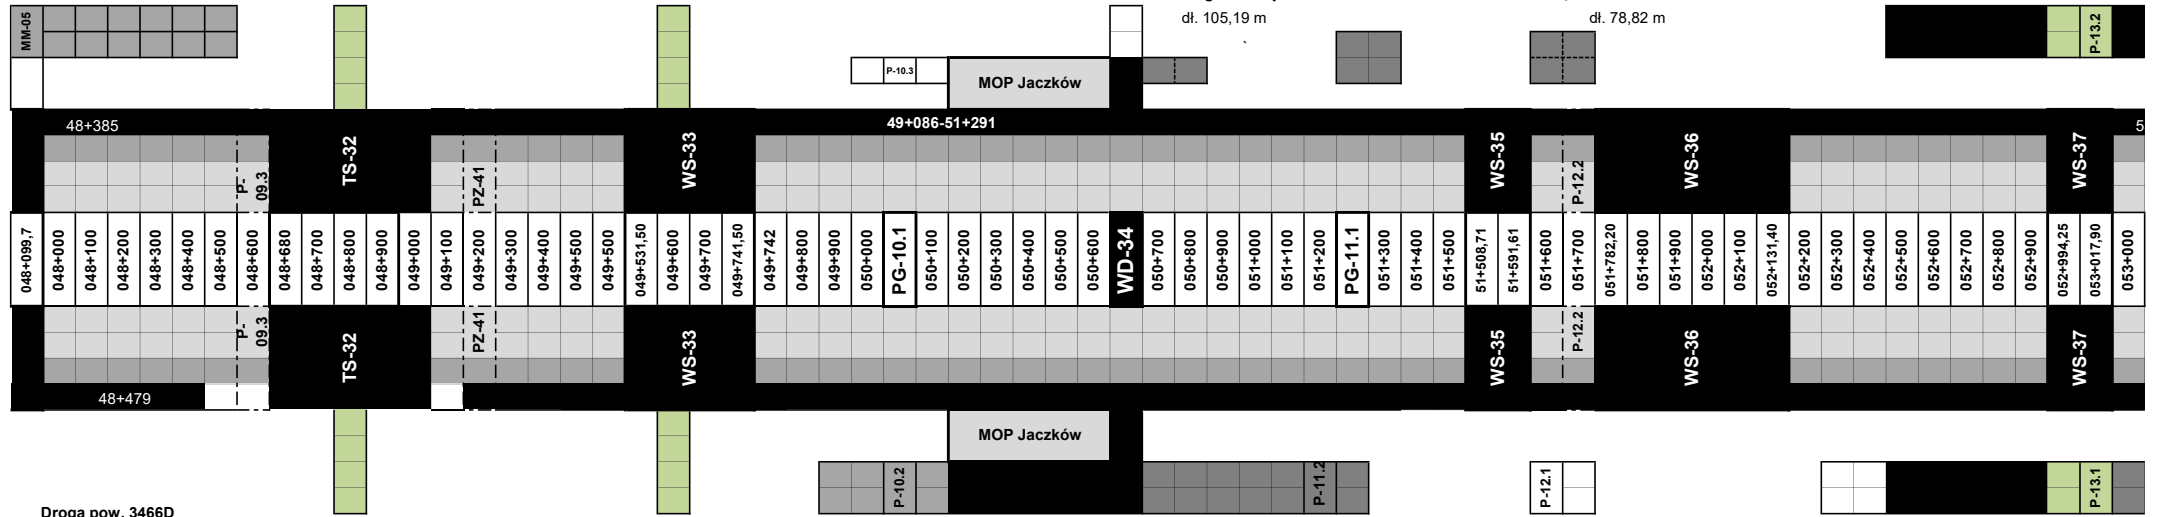 dł. 105,19 m
dł. 78,82 m
MM-05
P-13.2
P-10.3
MOP Jaczków
48+385
49+086-51+291
5
P-09.3
TS-32
PZ-41
WS-33
WS-35
P-12.2
WS-36
WS-37
048+099,7
048+000
048+100
048+200
048+300
048+400
048+500
048+600
048+680
048+700
048+800
048+900
049+000
049+100
049+200
049+300
049+400
049+500
049+500
049+531,50
049+600
049+700
049+741,50
049+742
049+800
049+900
050+000
PG-10.1
050+100
050+200
050+300
050+400
050+500
050+600
WD-34
050+700
050+800
050+900
051+000
051+100
051+200
PG-11.1
051+300
051+400
051+500
51+508,71
51+591,61
051+600
051+700
051+782,20
051+800
051+900
052+000
052+100
052+131,40
052+200
052+300
052+400
052+500
052+600
052+700
052+800
052+900
052+994,25
053+017,90
053+000
P-09.3
TS-32
PZ-41
WS-33
WS-35
P-12.2
WS-36
WS-37
48+479
MOP Jaczków
P-10.2
P-11.2
P-12.1
P-13.1
Droga pow. 3466D